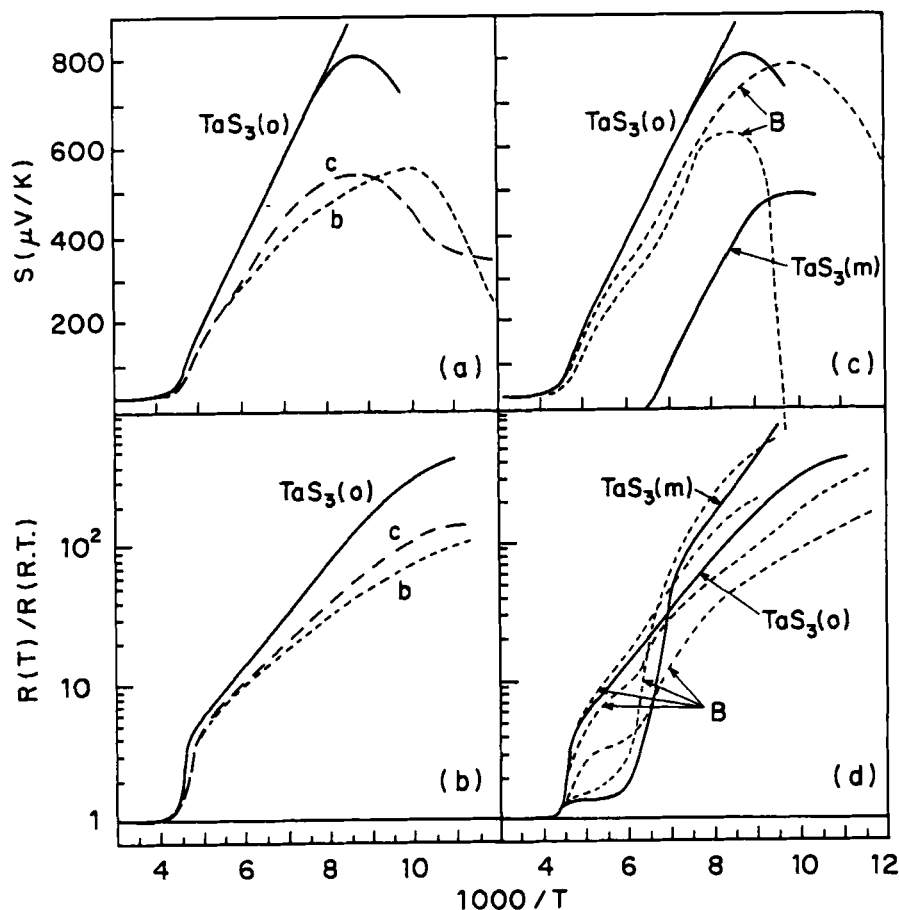 S(μV/K)
800
600
400
200
TaS₃(o)
c
b
(a)
TaS₃(o)
B
TaS₃(m)
(c)
R(T)/R(R.T.)
10²
10
1
TaS₃(o)
c
b
(b)
TaS₃(m)
TaS₃(o)
B
(d)
4 6 8 10 4 6 8 10 12
1000/T